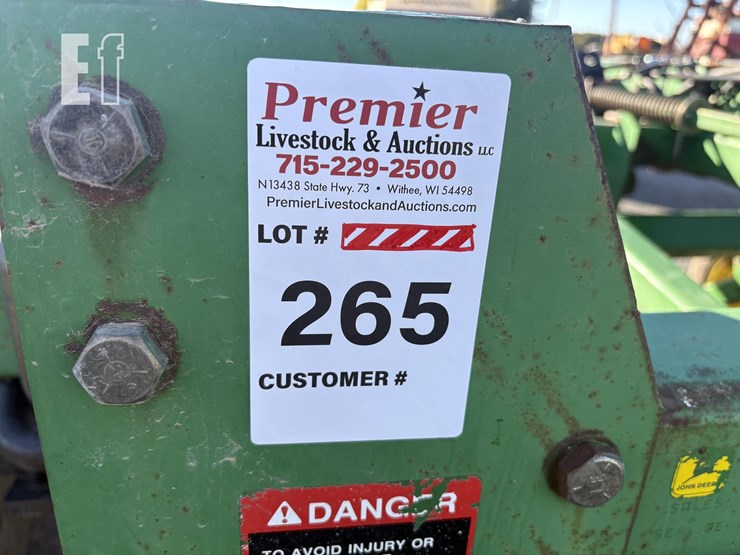 Ef
Premier
Livestock & Auctions LLC
715-229-2500
N13438 State Hwy. 73 • Withee, WI 54498
PremierLivestockandAuctions.com
LOT #
265
CUSTOMER #
DANGER
TO AVOID INJURY OR
JOHN DEERE
SALES